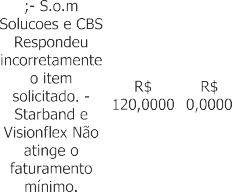 ;- S.o.m
Solucoes e CBS
Respondeu
incorretamente
o item
solicitado. -
Starband e
Visionflex Não
atinge o
faturamento
mínimo.
R$
120,0000
R$
0,0000